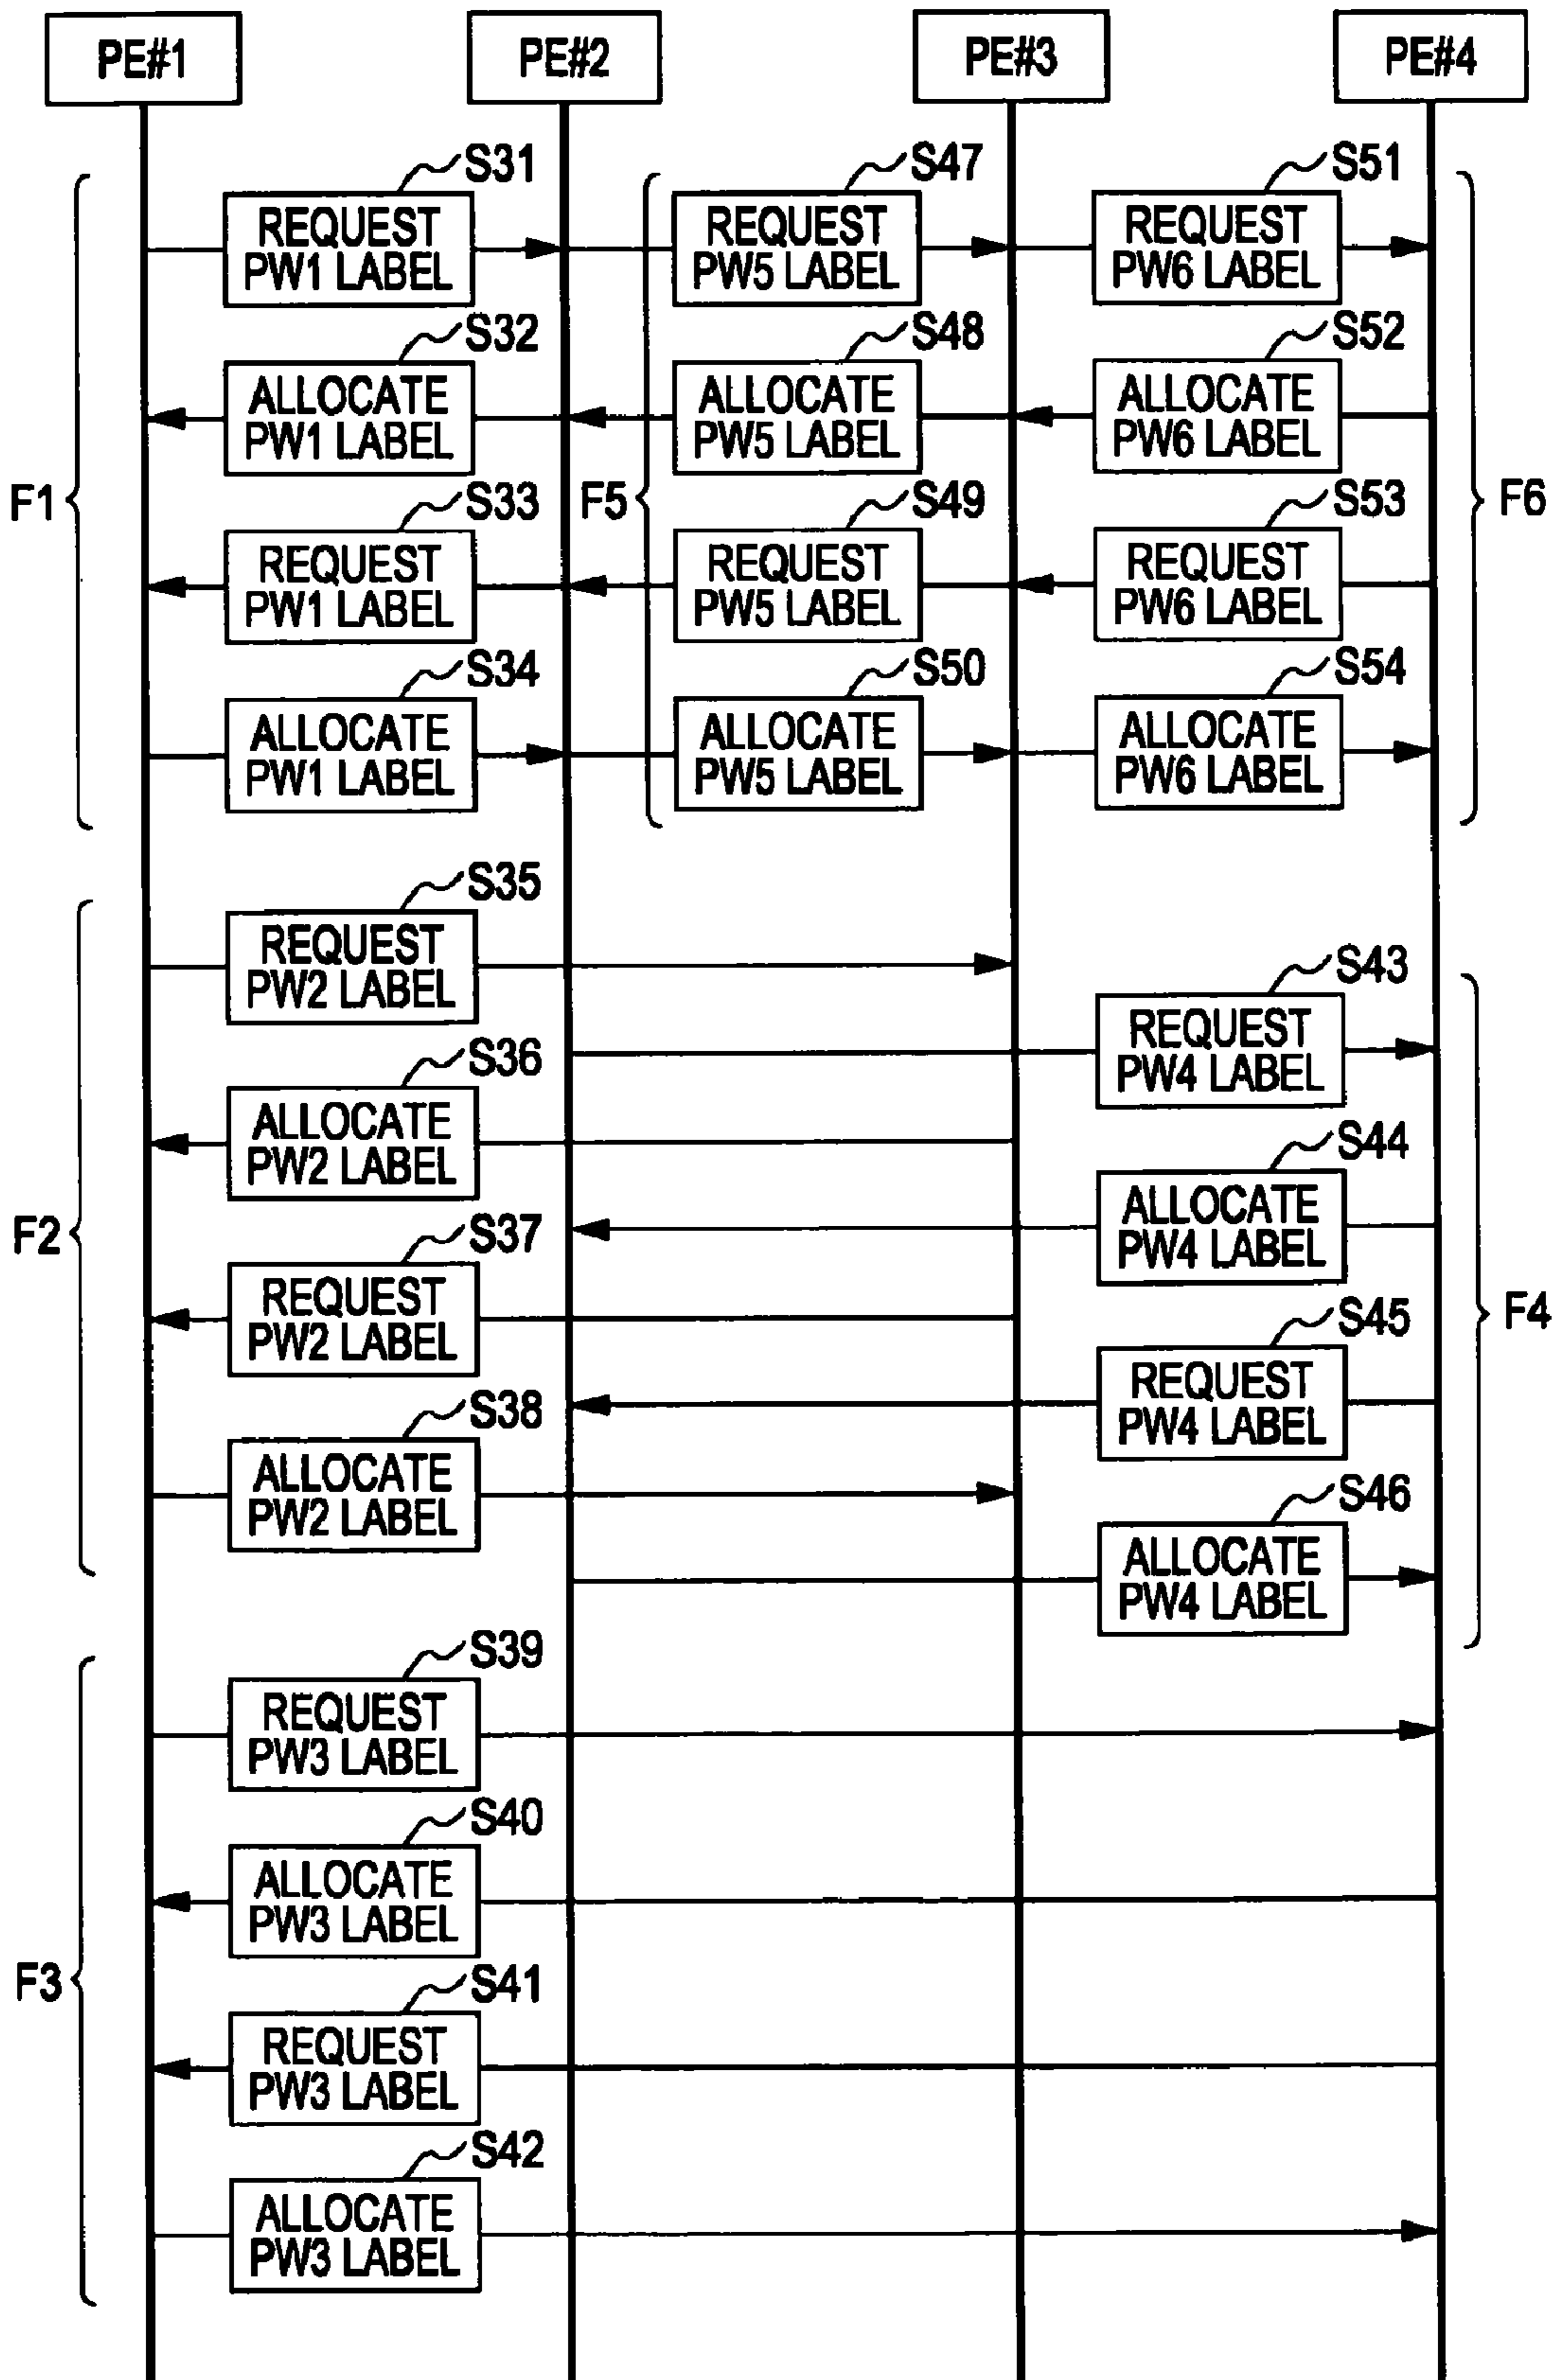 PE#1
PE#2
PE#3
PE#4
S31
S47
S51
REQUEST
PW1 LABEL
REQUEST
PW5 LABEL
REQUEST
PW6 LABEL
S32
S48
S52
ALLOCATE
PW1 LABEL
ALLOCATE
PW5 LABEL
ALLOCATE
PW6 LABEL
F1
S33
F5
S49
S53
F6
REQUEST
PW1 LABEL
REQUEST
PW5 LABEL
REQUEST
PW6 LABEL
S34
S50
S54
ALLOCATE
PW1 LABEL
ALLOCATE
PW5 LABEL
ALLOCATE
PW6 LABEL
S35
REQUEST
PW2 LABEL
S43
REQUEST
PW4 LABEL
S36
ALLOCATE
PW2 LABEL
S44
ALLOCATE
PW4 LABEL
F2
S37
REQUEST
PW2 LABEL
S45
F4
REQUEST
PW4 LABEL
S38
ALLOCATE
PW2 LABEL
S46
ALLOCATE
PW4 LABEL
S39
REQUEST
PW3 LABEL
S40
ALLOCATE
PW3 LABEL
F3
S41
REQUEST
PW3 LABEL
S42
ALLOCATE
PW3 LABEL